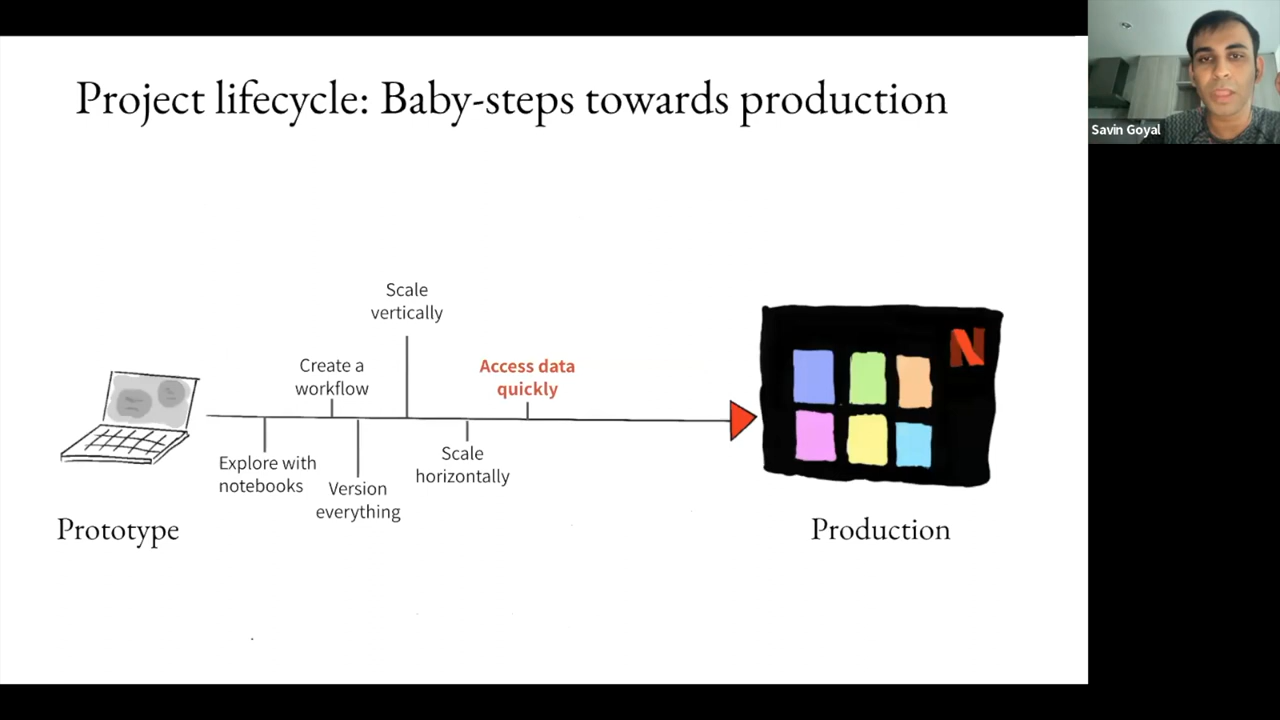 Project lifecycle: Baby-steps towards production
Savin Goyal
Scale
vertically
Create a
workflow
Access data
quickly
N
Explore with
notebooks
Version
everything
Scale
horizontally
Prototype
Production